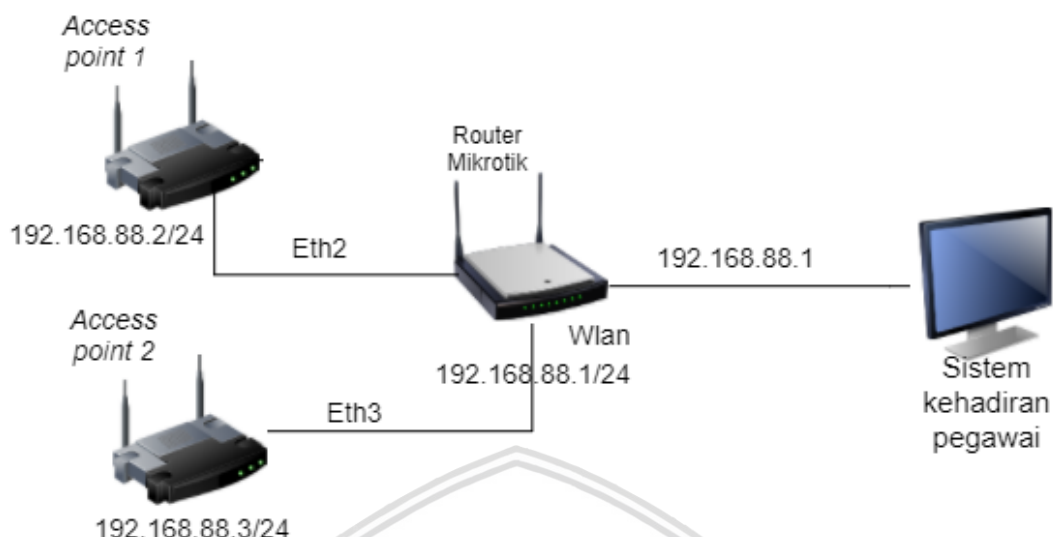 Access
point 1
192.168.88.2/24
Eth2
Router
Mikrotik
192.168.88.1
Wlan
192.168.88.1/24
Access
point 2
Eth3
192.168.88.3/24
Sistem
kehadiran
pegawai